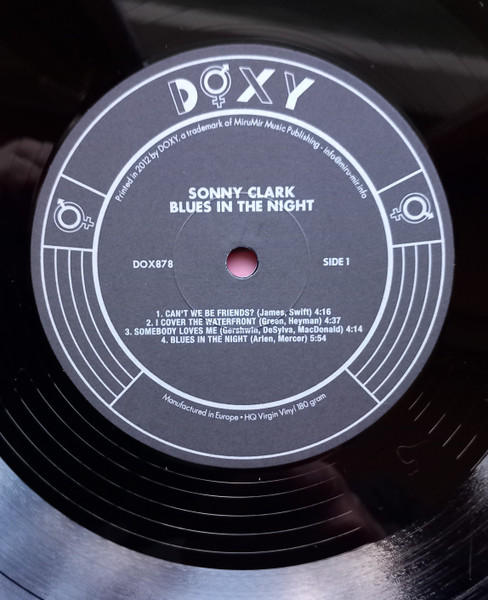 DOXY
Printed in 2012 by DOXY, a trademark of MiruMir Music Publishing - info@miru-mir.info
SONNY CLARK
BLUES IN THE NIGHT
DOX878
SIDE 1
1. CAN'T WE BE FRIENDS? (James, Swift) 4:16
2. I COVER THE WATERFRONT (Green, Heyman) 4:37
3. SOMEBODY LOVES ME (Gershwin, DeSylva, MacDonald) 4:14
4. BLUES IN THE NIGHT (Arlen, Mercer) 5:54
Manufactured in Europe • HQ Virgin Vinyl 180 gram